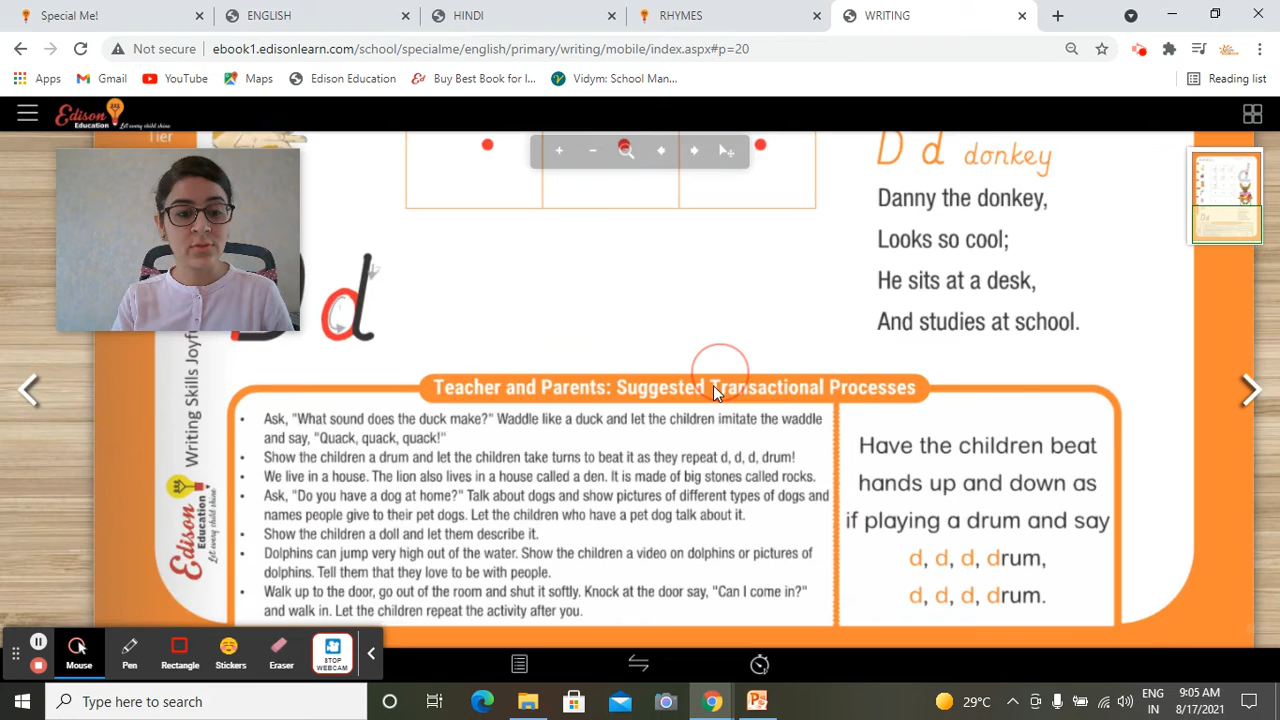 Special Me!
ENGLISH
HINDI
RHYMES
WRITING
Not secure
ebook1.edisonlearn.com/school/specialme/english/primary/writing/mobile/index.aspx#p=20
Apps
Gmail
YouTube
Maps
Edison Education
Buy Best Book for I...
Vidym: School Man...
Reading list
Edison
Education
Let every child shine
Tier
D d donkey
Danny the donkey,
Looks so cool;
He sits at a desk,
And studies at school.
d
Writing Skills Joyfu
Edison
Education
Let every child shine
Teacher and Parents: Suggested Transactional Processes
• Ask, "What sound does the duck make?" Waddle like a duck and let the children imitate the waddle
and say, "Quack, quack, quack!"
• Show the children a drum and let the children take turns to beat it as they repeat d, d, d, drum!
• We live in a house. The lion also lives in a house called a den. It is made of big stones called rocks.
• Ask, "Do you have a dog at home?" Talk about dogs and show pictures of different types of dogs and
names people give to their pet dogs. Let the children who have a pet dog talk about it.
• Show the children a doll and let them describe it.
• Dolphins can jump very high out of the water. Show the children a video on dolphins or pictures of
dolphins. Tell them that they love to be with people.
• Walk up to the door, go out of the room and shut it softly. Knock at the door say, "Can I come in?"
and walk in. Let the children repeat the activity after you.
Have the children beat
hands up and down as
if playing a drum and say
d, d, d, drum,
d, d, d, drum.
Mouse
Pen
Rectangle
Stickers
Eraser
STOP
WEBCAM
Type here to search
29°C
ENG
IN
9:05 AM
8/17/2021